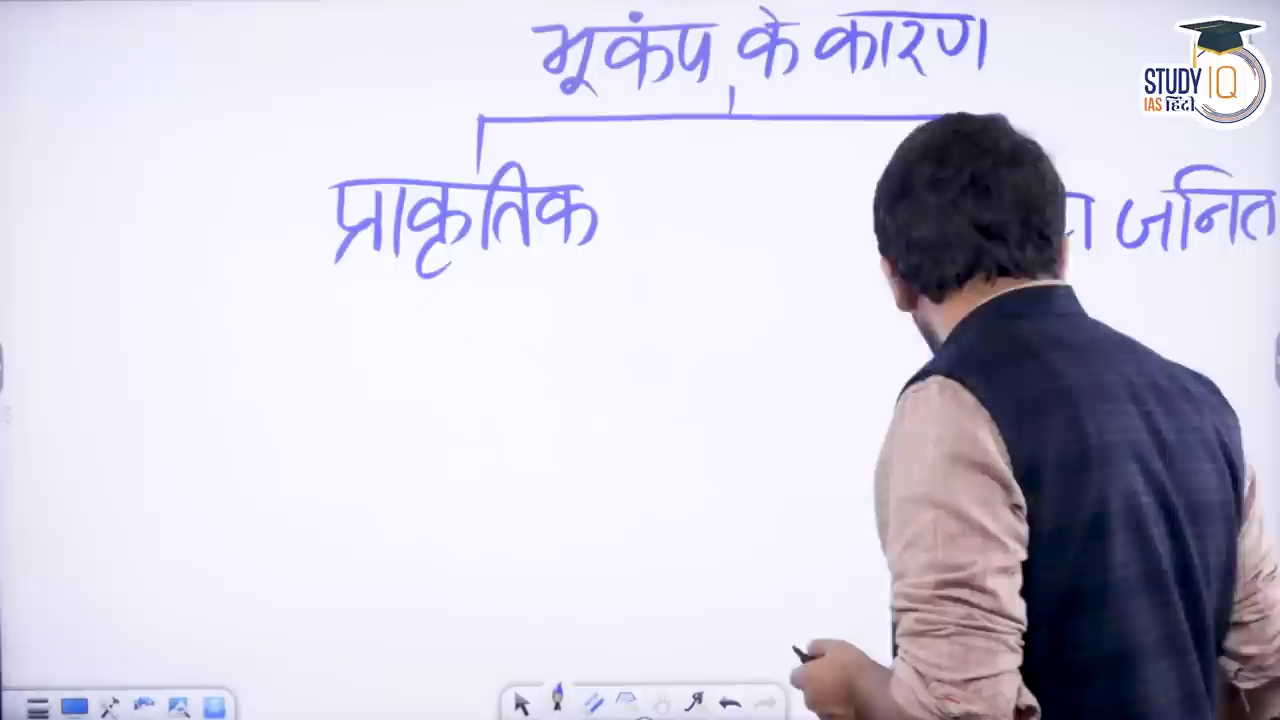 भूकंप के कारण
प्राकृतिक
जनित
STUDY IQ
IAS हिंदी